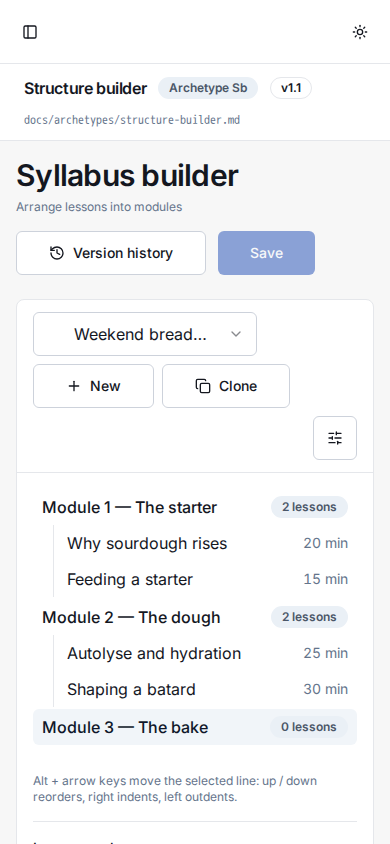 Structure builder Archetype Sb v1.1
docs/archetypes/structure-builder.md
Syllabus builder
Arrange lessons into modules
Version history Save
Weekend bread...
New Clone
Module 1 — The starter 2 lessons
Why sourdough rises 20 min
Feeding a starter 15 min
Module 2 — The dough 2 lessons
Autolyse and hydration 25 min
Shaping a batard 30 min
Module 3 — The bake 0 lessons
Alt + arrow keys move the selected line: up / down
reorders, right indents, left outdents.